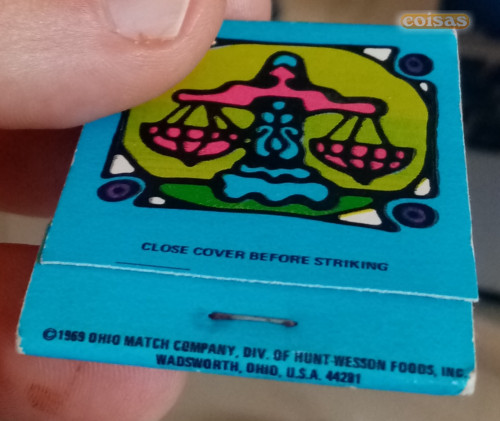 eoisas
CLOSE COVER BEFORE STRIKING
©1969 OHIO MATCH COMPANY, DIV. OF HUNT-WESSON FOODS, INC.
WADSWORTH, OHIO, U.S.A. 44281